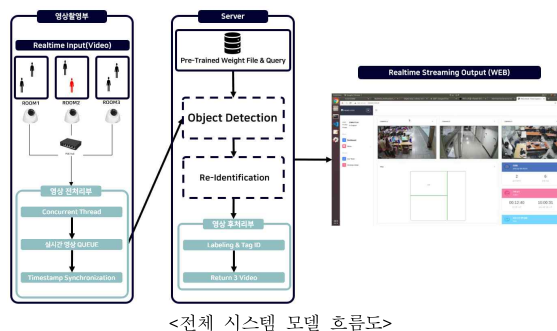 영상촬영부
Realtime Input(Video)
ROOM1 ROOM2 ROOM3
영상 전처리부
Concurrent Thread
실시간 영상 QUEUE
Timestamp Synchronization
Server
Pre-Trained Weight File & Query
Object Detection
Re-Identification
영상 후처리부
Labeling & Tag ID
Return 3 Video
Realtime Streaming Output (WEB)
<전체 시스템 모델 흐름도>